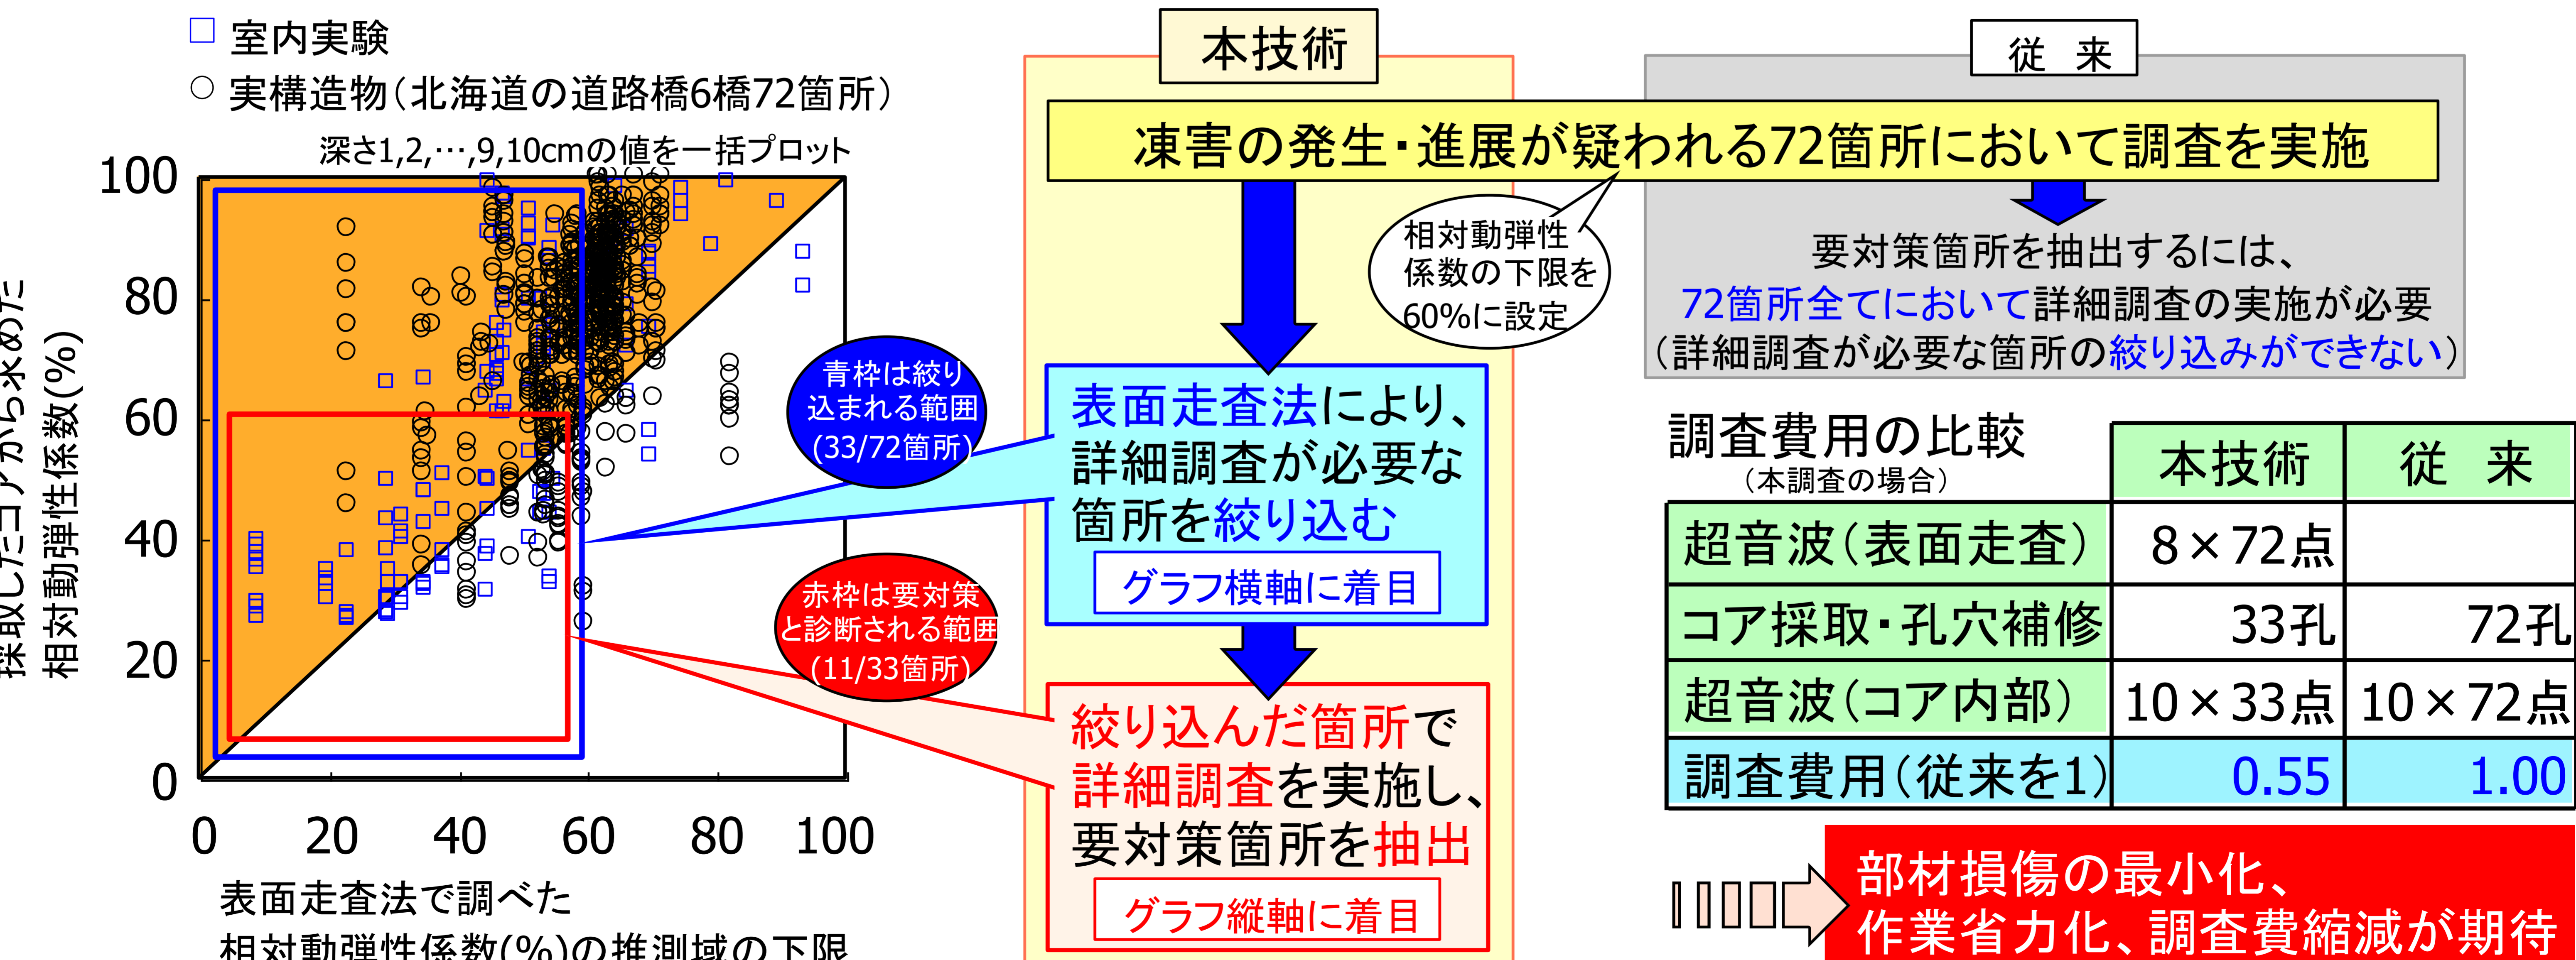 室内実験
実構造物（北海道の道路橋6橋72箇所）
深さ1,2,…,9,10cmの値を一括プロット
100
80
60
40
20
0
0 20 40 60 80 100
採取したコアから求めた
相対動弾性係数(%)
表面走査法で調べた
相対動弾性係数(%)の推測域の下限
青枠は絞り
込まれる範囲
(33/72箇所)
赤枠は要対策
と診断される範囲
(11/33箇所)
本技術
従 来
凍害の発生・進展が疑われる72箇所において調査を実施
相対動弾性
係数の下限を
60%に設定
表面走査法により、
詳細調査が必要な
箇所を絞り込む
グラフ横軸に着目
絞り込んだ箇所で
詳細調査を実施し、
要対策箇所を抽出
グラフ縦軸に着目
要対策箇所を抽出するには、
72箇所全てにおいて詳細調査の実施が必要
（詳細調査が必要な箇所の絞り込みができない）
調査費用の比較
（本調査の場合）
本技術 従 来
超音波（表面走査） 8×72点
コア採取・孔穴補修 33孔 72孔
超音波（コア内部） 10×33点 10×72点
調査費用（従来を1） 0.55 1.00
部材損傷の最小化、
作業省力化、調査費縮減が期待